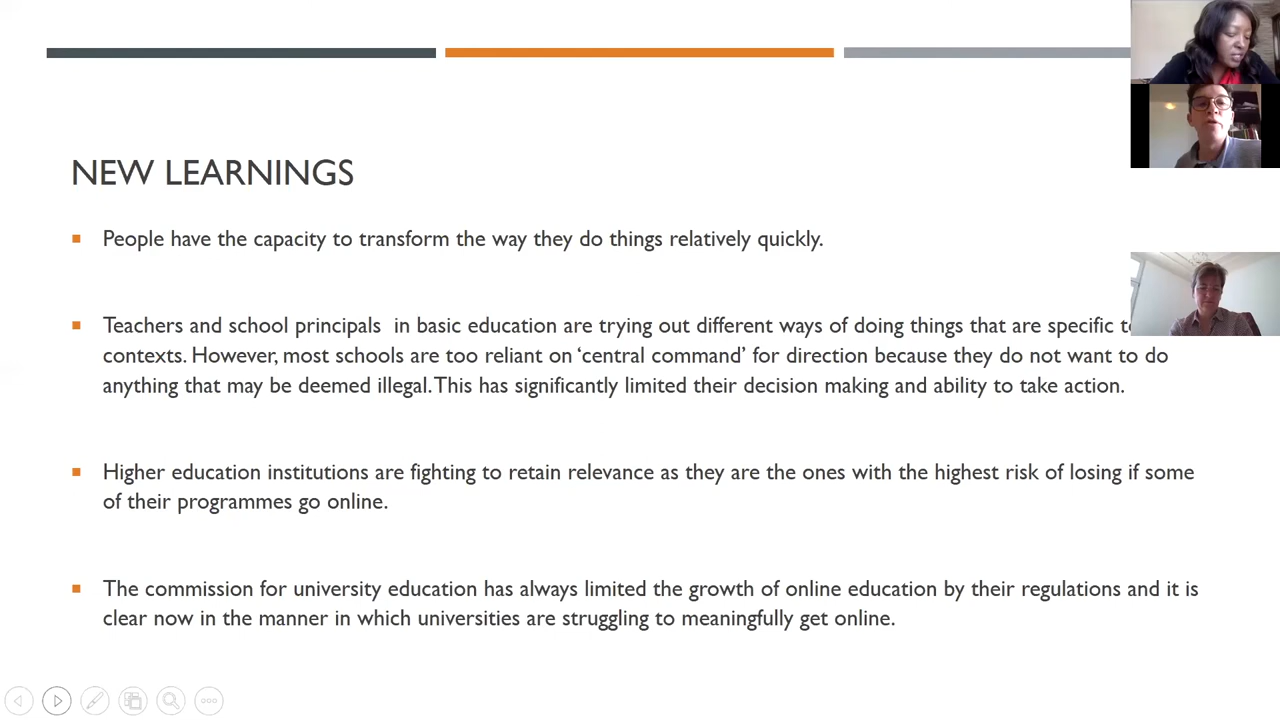 NEW LEARNINGS
People have the capacity to transform the way they do things relatively quickly.
Teachers and school principals in basic education are trying out different ways of doing things that are specific
contexts. However, most schools are too reliant on ‘central command’ for direction because they do not want to do
anything that may be deemed illegal. This has significantly limited their decision making and ability to take action.
Higher education institutions are fighting to retain relevance as they are the ones with the highest risk of losing if some
of their programmes go online.
The commission for university education has always limited the growth of online education by their regulations and it is
clear now in the manner in which universities are struggling to meaningfully get online.